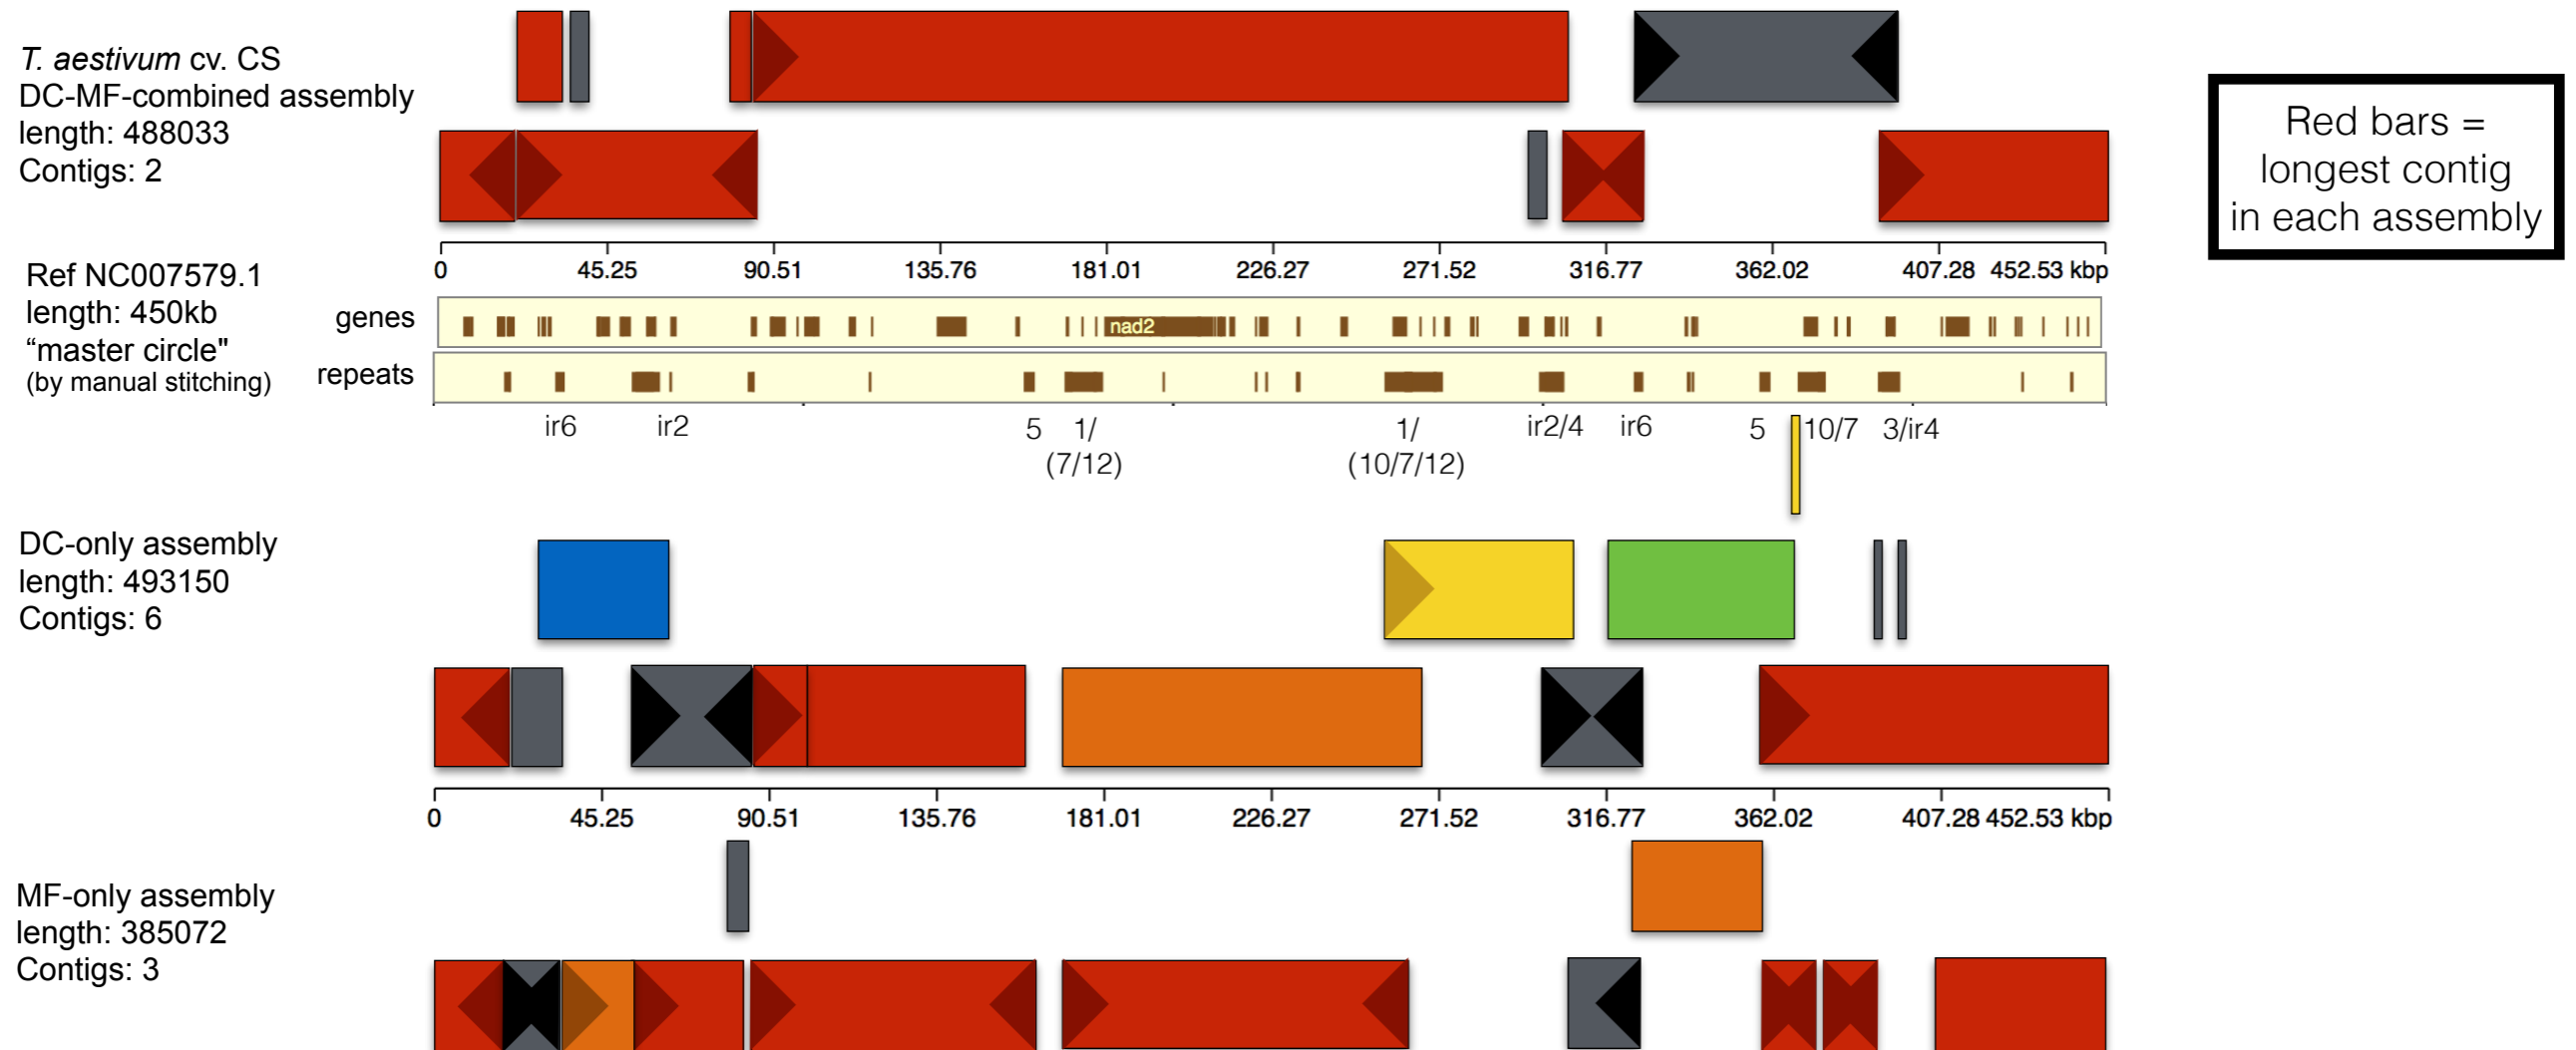 T. aestivum cv. CS
DC-MF-combined assembly
length: 488033
Contigs: 2
Red bars =
longest contig
in each assembly
0 45.25 90.51 135.76 181.01 226.27 271.52 316.77 362.02 407.28 452.53 kbp
Ref NC007579.1
length: 450kb
“master circle"
(by manual stitching)
genes
nad2
repeats
ir6 ir2 5 1/ 1/ ir2/4 ir6 5 10/7 3/ir4
(7/12) (10/7/12)
DC-only assembly
length: 493150
Contigs: 6
0 45.25 90.51 135.76 181.01 226.27 271.52 316.77 362.02 407.28 452.53 kbp
MF-only assembly
length: 385072
Contigs: 3